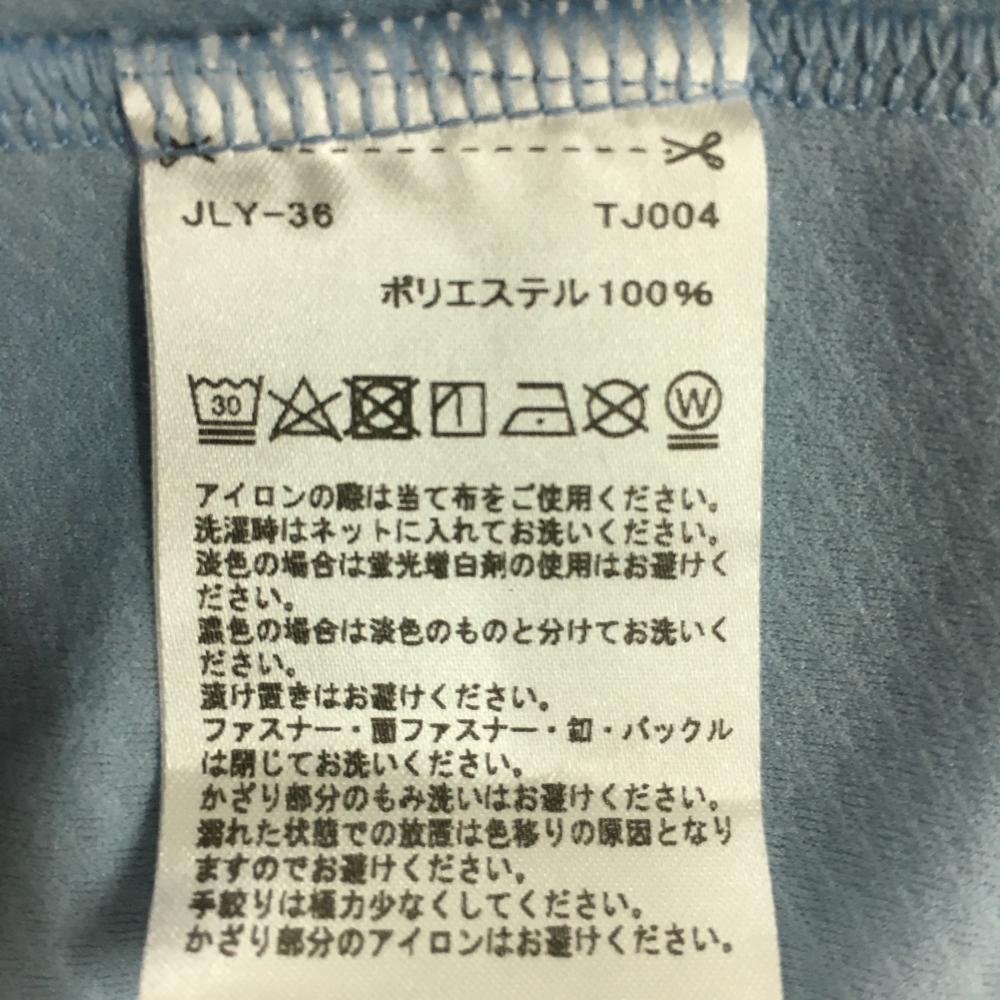 JLY-36 TJ004
ポリエステル100%
30 W
アイロンの際は当て布をご使用ください。
洗濯時はネットに入れてお洗いください。
淡色の場合は蛍光増白剤の使用はお避けく
ださい。
濃色の場合は淡色のものと分けてお洗いく
ださい。
漬け置きはお避けください。
ファスナー・面ファスナー・釦・バックル
は閉じてお洗いください。
かざり部分のもみ洗いはお避けください。
濡れた状態での放置は色移りの原因となり
ますのでお避けください。
手絞りは極力少なくしてください。
かざり部分のアイロンはお避けください。